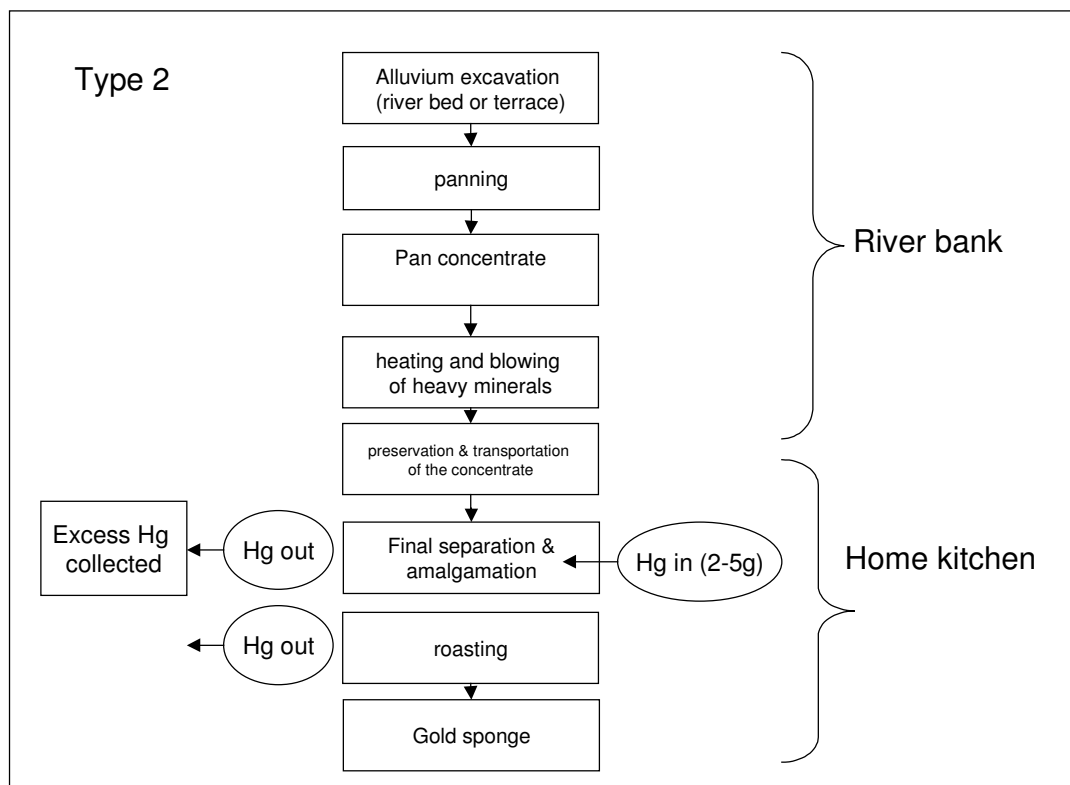 Type 2
Alluvium excavation
(river bed or terrace)
panning
Pan concentrate
River bank
heating and blowing
of heavy minerals
preservation & transportation
of the concentrate
Excess Hg
collected
Hg out
Final separation &
amalgamation
Hg in (2-5g)
Home kitchen
Hg out
roasting
Gold sponge